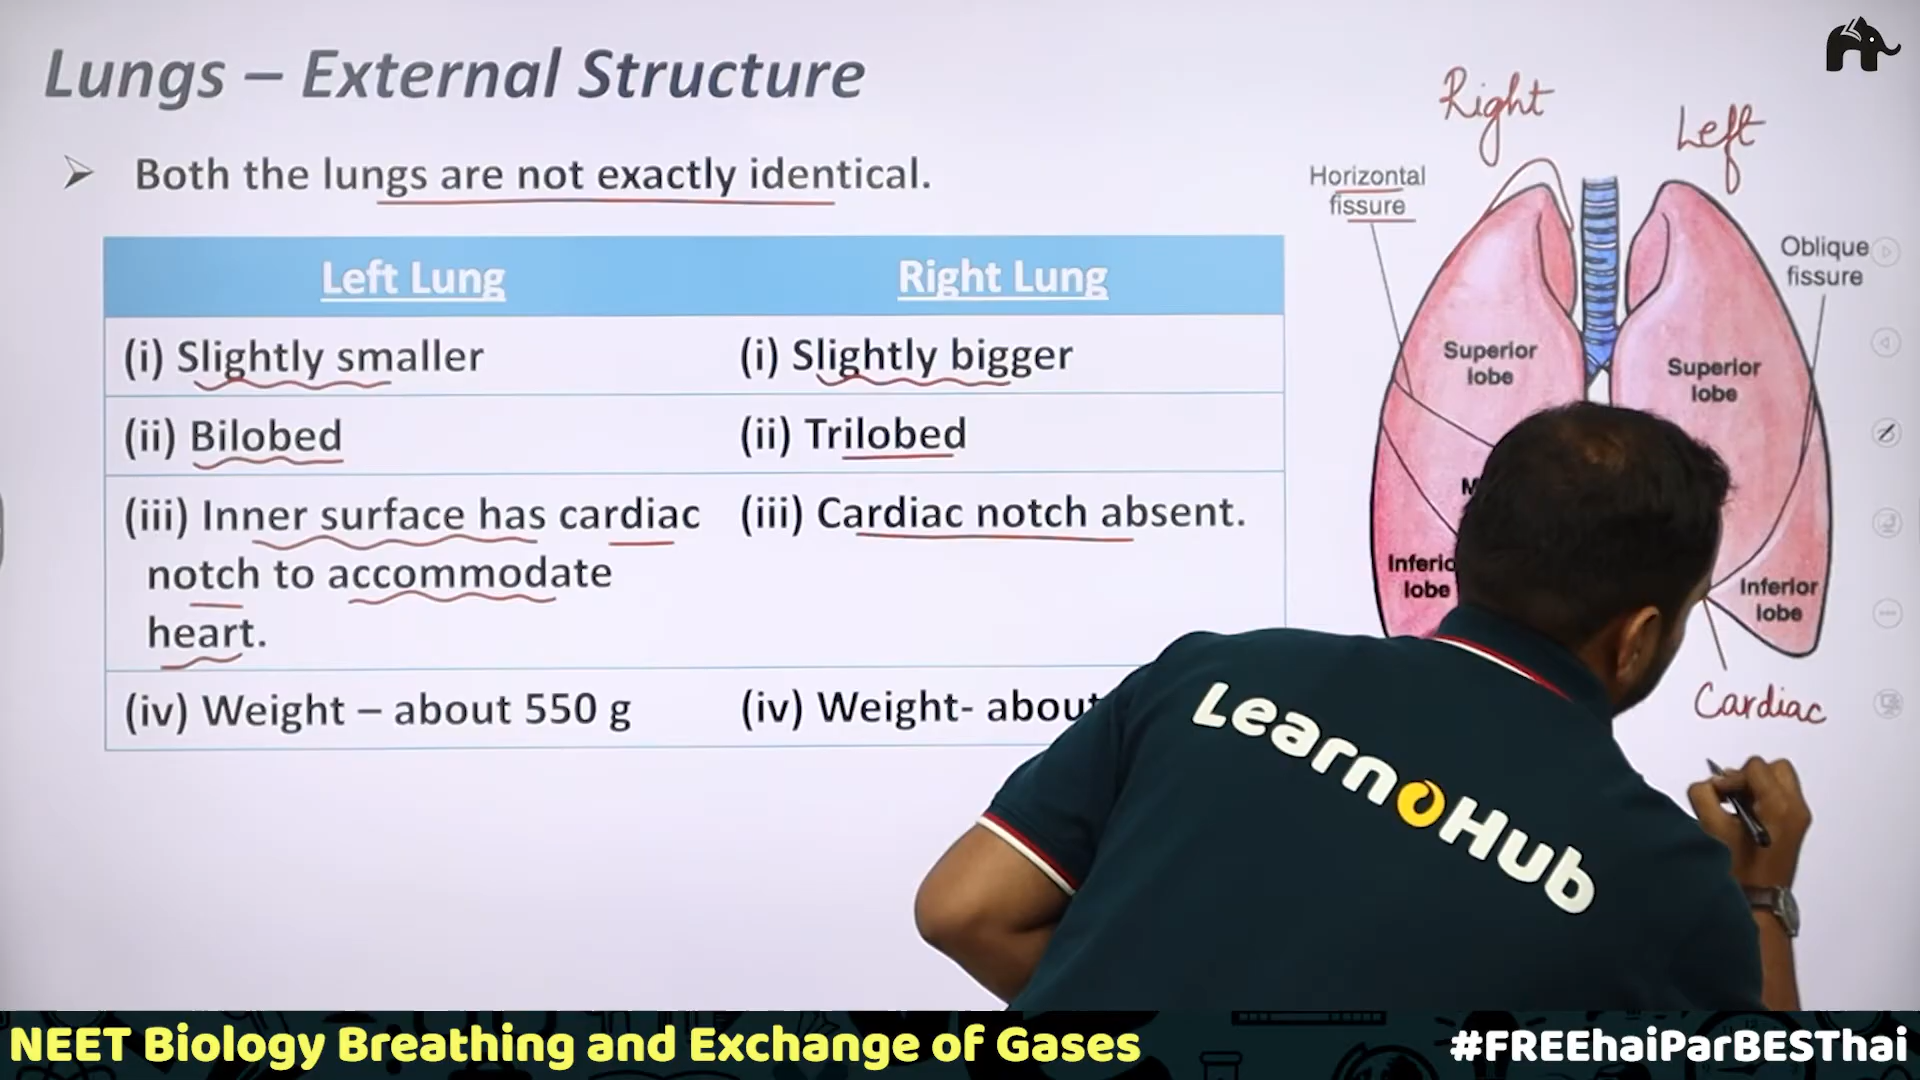 Lungs – External Structure
➢ Both the lungs are not exactly identical.
Left Lung
Right Lung
(i) Slightly smaller
(i) Slightly bigger
(ii) Bilobed
(ii) Trilobed
(iii) Inner surface has cardiac
notch to accommodate
heart.
(iii) Cardiac notch absent.
(iv) Weight – about 550 g
(iv) Weight- about
Right
Left
Horizontal
fissure
Oblique
fissure
Superior
lobe
Superior
lobe
lobe
Inferior
lobe
Cardiac
LearnoHub
NEET Biology Breathing and Exchange of Gases
#FREEhaiParBESThai